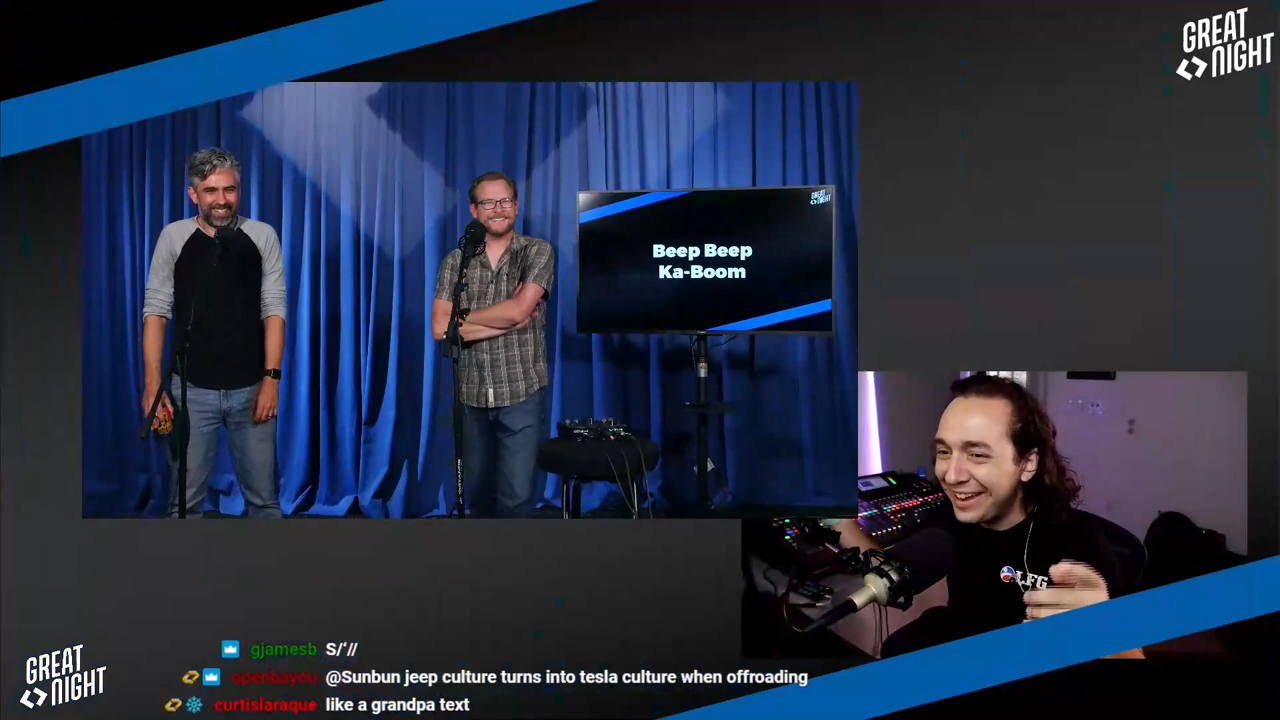 GREAT
NIGHT
GREAT
NIGHT
Beep Beep
Ka-Boom
LFG
GREAT
NIGHT
gjamesb S/'//
openbayou @Sunbun jeep culture turns into tesla culture when offroading
curtislaraque like a grandpa text